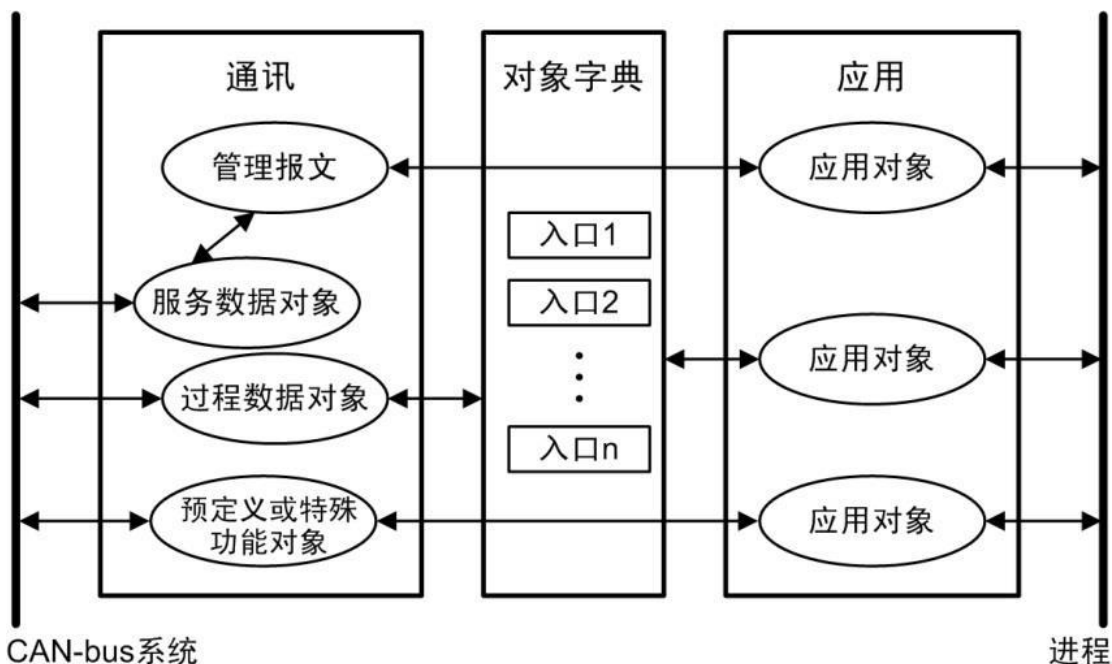 通讯
对象字典
应用
管理报文
应用对象
入口1
服务数据对象
入口2
应用对象
过程数据对象
入口n
预定义或特殊
功能对象
应用对象
CAN-bus系统
进程